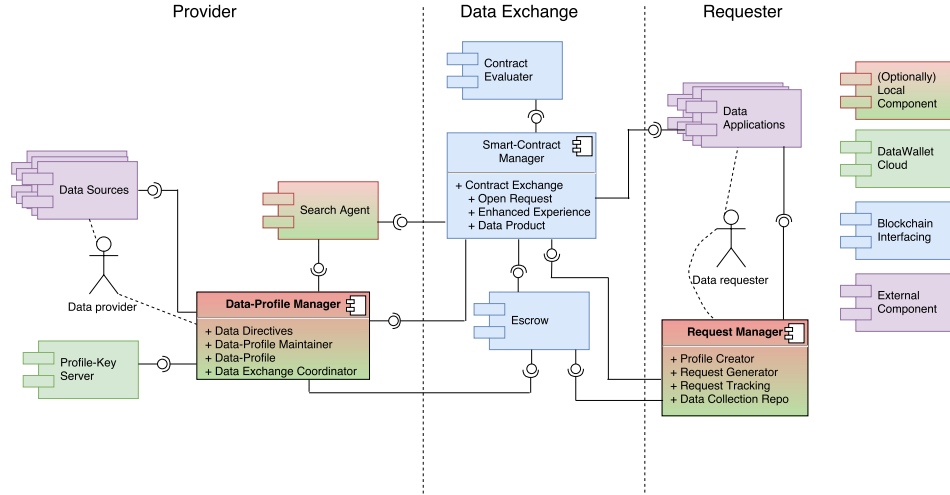 Provider
Data Exchange
Requester
Contract
Evaluater
Data
Applications
(Optionally)
Local
Component
Smart-Contract
Manager
+ Contract Exchange
+ Open Request
+ Enhanced Experience
+ Data Product
DataWallet
Cloud
Data Sources
Search Agent
Blockchain
Interfacing
Data provider
Data requester
Data-Profile Manager
+ Data Directives
+ Data-Profile Maintainer
+ Data-Profile
+ Data Exchange Coordinator
Escrow
External
Component
Request Manager
+ Profile Creator
+ Request Generator
+ Request Tracking
+ Data Collection Repo
Profile-Key
Server